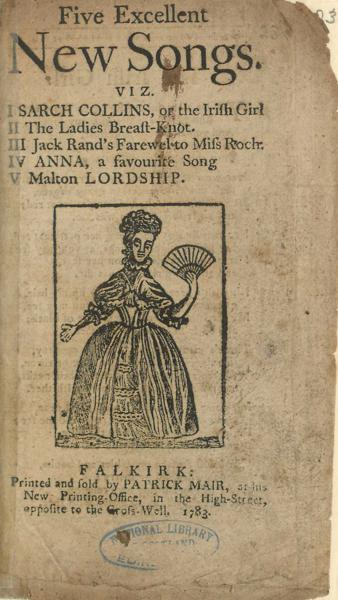 Five Excellent
New Songs.
VIZ.
I SARCH COLLINS, or the Iriſh Girl
II The Ladies Breaſt-Knot.
III Jack Rand's Farewel to Miſs Roch.
IV ANNA, a favourite Song
V Malton LORDSHIP.
FALKIRK:
Printed and ſold by PATRICK MAIR, at his
New Printing-Office, in the High-Street,
oppoſite to the Croſs-Well. 1783.
NATIONAL LIBRARY
SCOTLAND